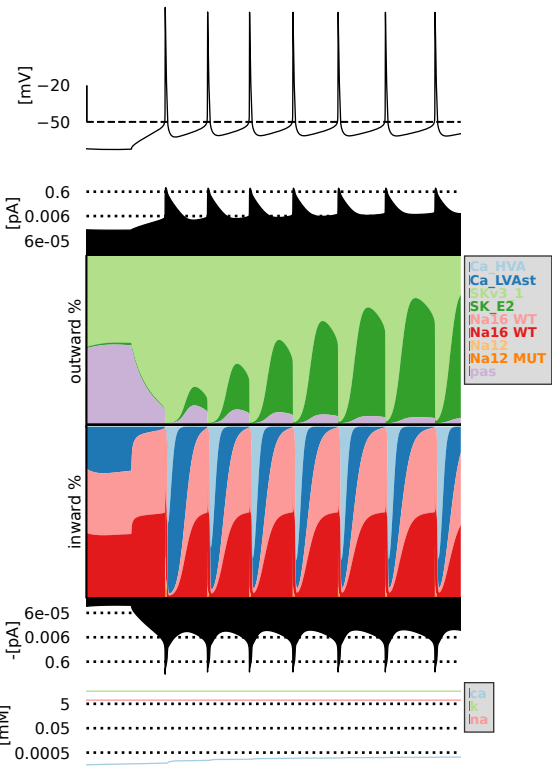 [mV]
−20
−50
[pA]
0.6
0.006
6e-05
outward %
Ca_HVA
Ca_LVAst
SKv3_1
SK_E2
Na16 WT
Na16 WT
Na12
Na12 MUT
pas
inward %
-[pA]
6e-05
0.006
0.6
[mM]
5
0.05
0.0005
ca
k
na